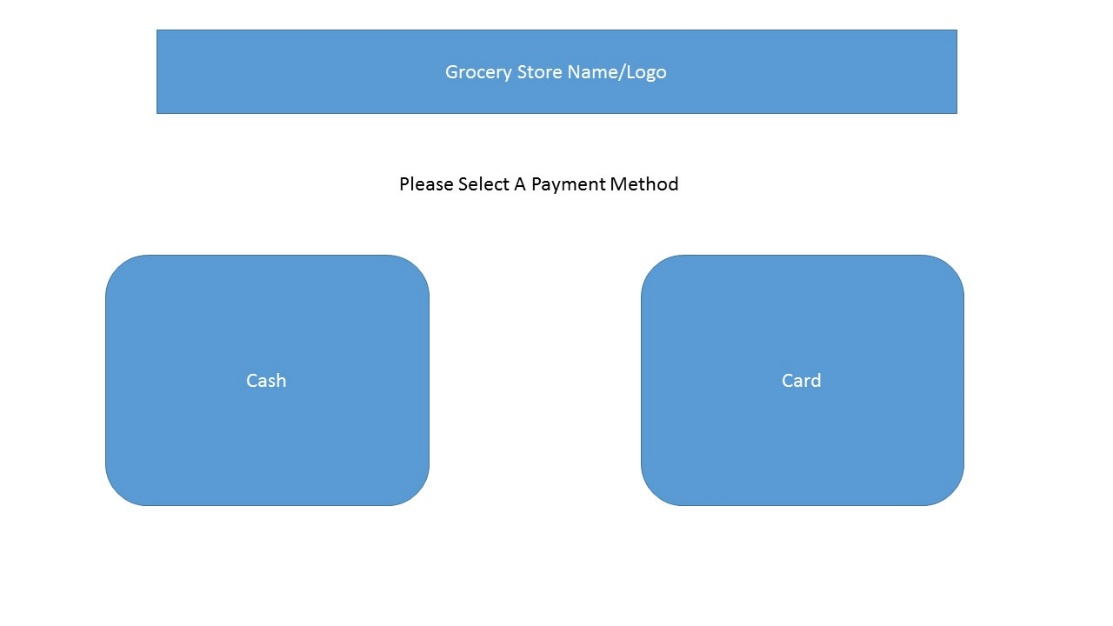 Grocery Store Name/Logo
Please Select A Payment Method
Cash
Card